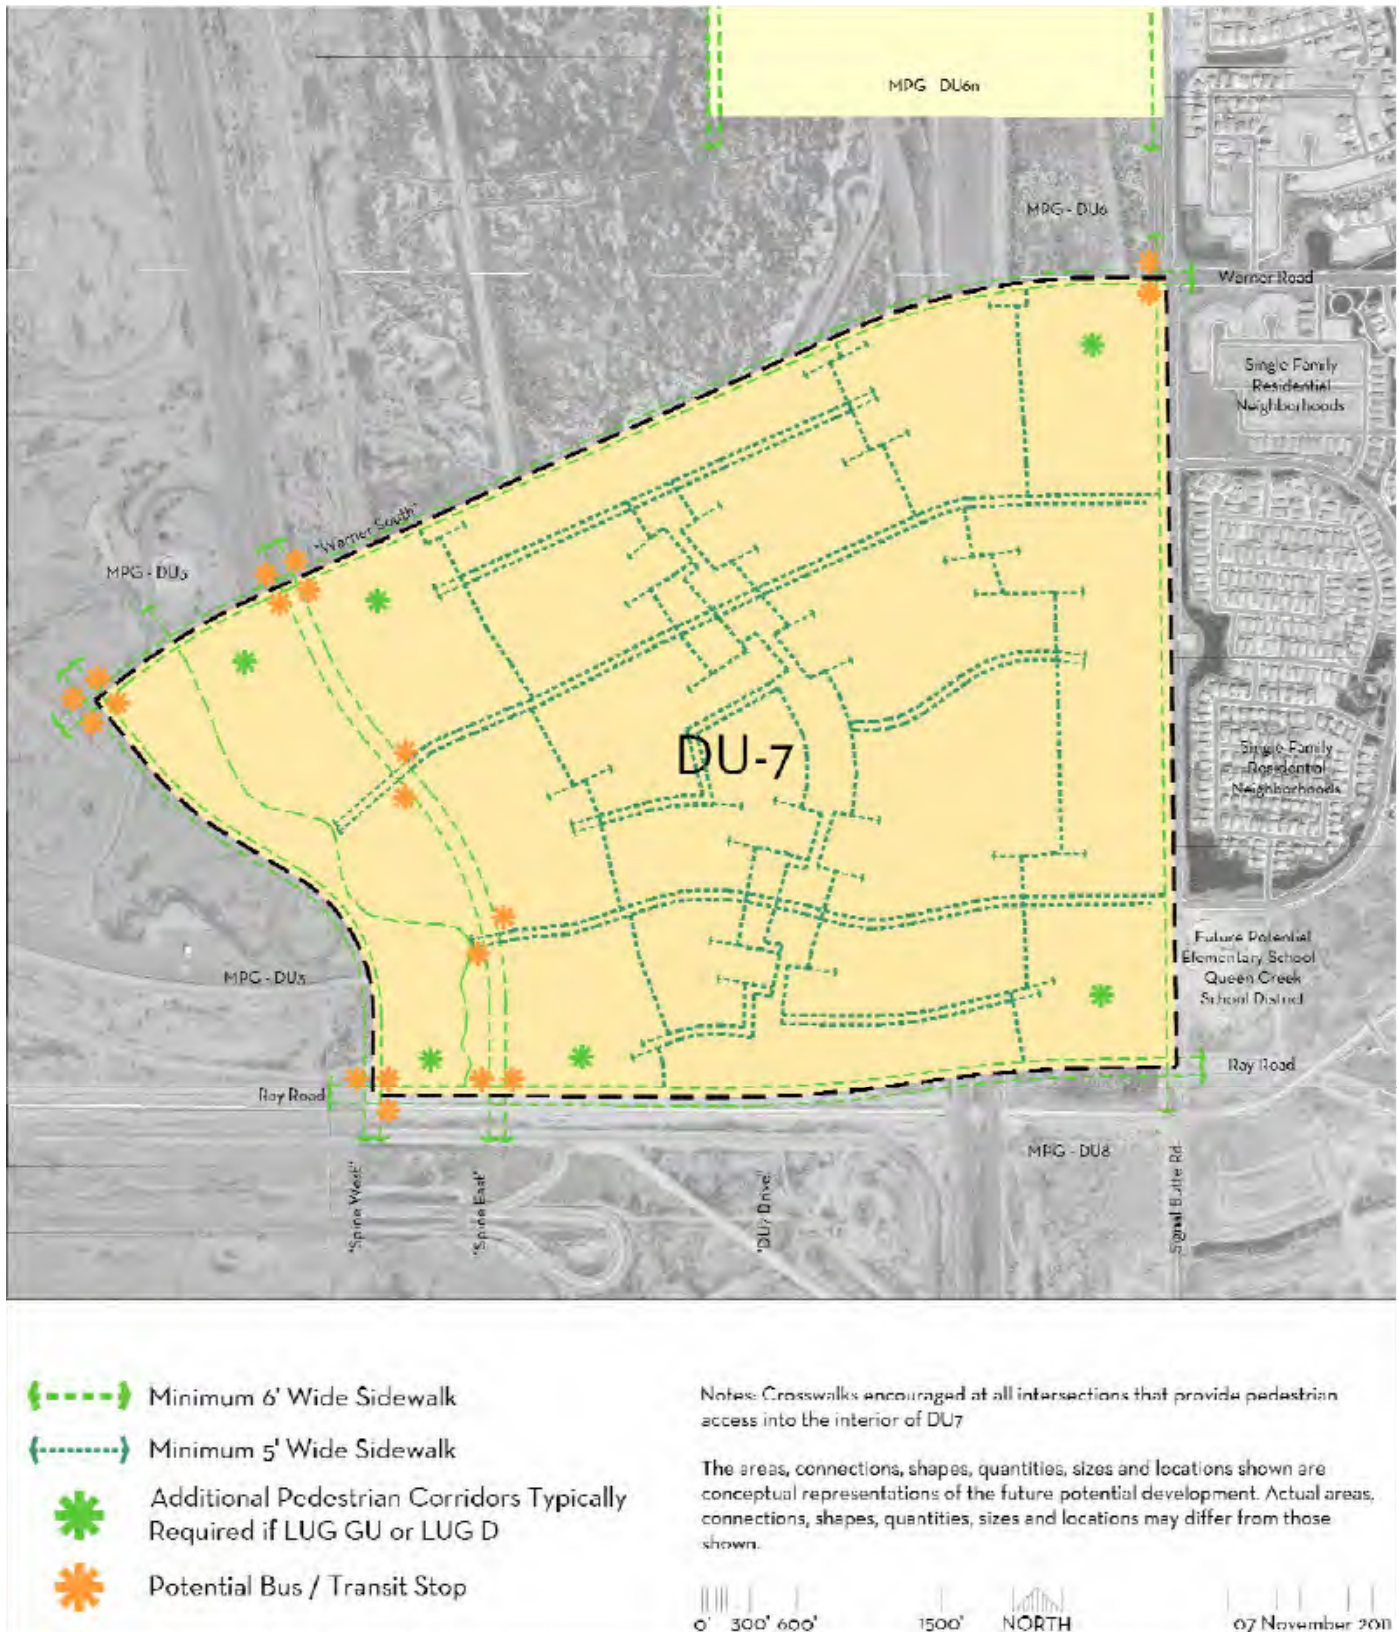 MPG - DU6n
MPG - DU6
Warner Road
Single Family
Residential
Neighborhoods
"Warner South"
MPG - DU5
DU-7
Single Family
Residential
Neighborhoods
Future Potential
Elementary School
Queen Creek
School District
MPG - DU5
Ray Road
Ray Road
MPG - DU8
"Spine West"
"Spine East"
"DU7 Drive"
Signal Butte Rd
Minimum 6' Wide Sidewalk
Minimum 5' Wide Sidewalk
Additional Pedestrian Corridors Typically
Required if LUG GU or LUG D
Potential Bus / Transit Stop
Notes: Crosswalks encouraged at all intersections that provide pedestrian
access into the interior of DU7
The areas, connections, shapes, quantities, sizes and locations shown are
conceptual representations of the future potential development. Actual areas,
connections, shapes, quantities, sizes and locations may differ from those
shown.
0' 300' 600' 1500' NORTH 07 November 2011